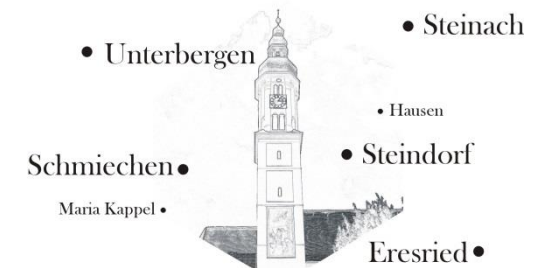 Steinach
Unterbergen
Hausen
Steindorf
Schmiechen
Maria Kappel
Eresried